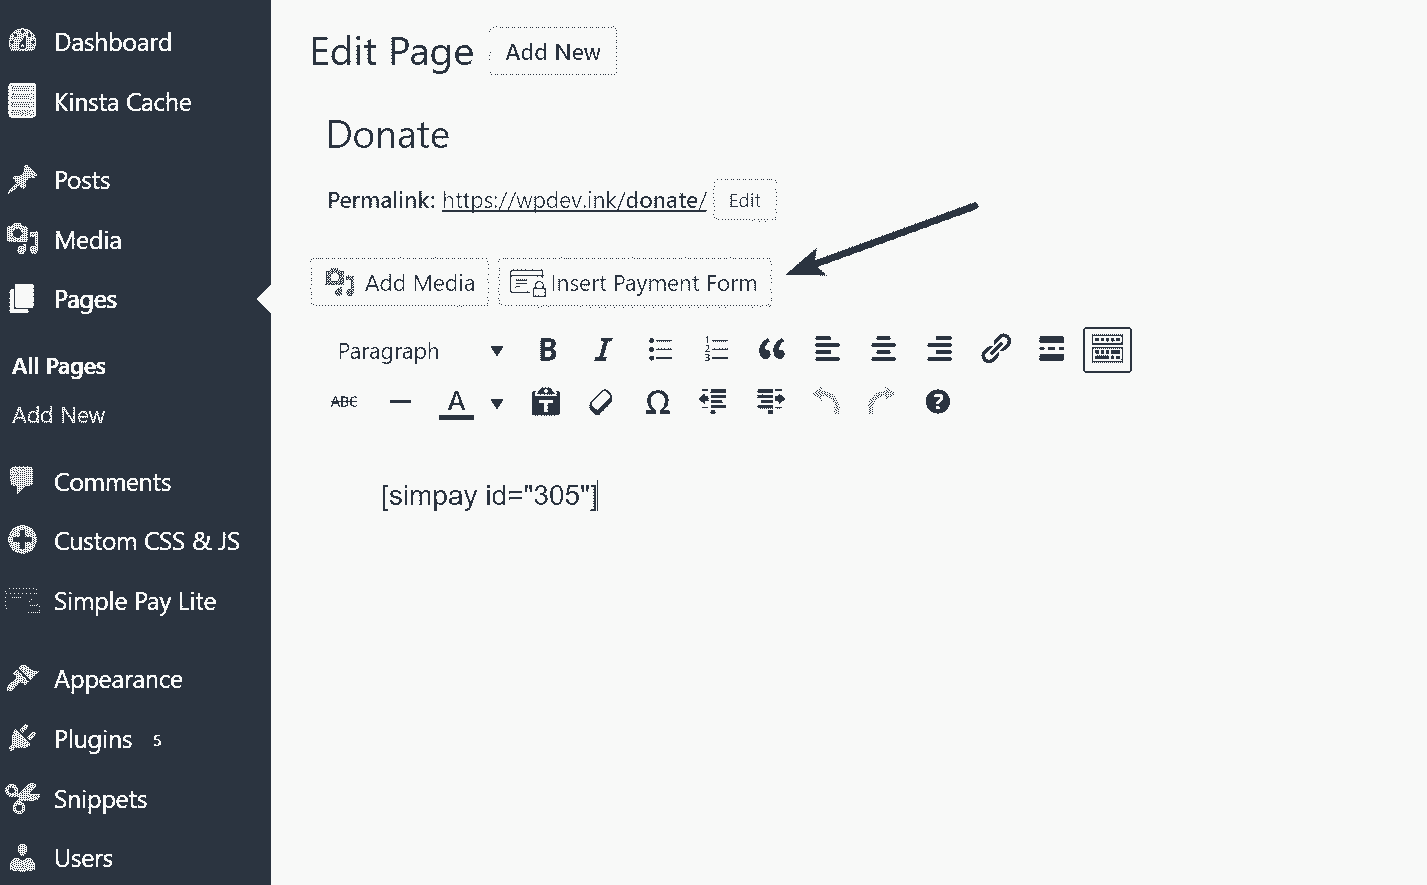 Dashboard
Kinsta Cache
Posts
Media
Pages
All Pages
Add New
Comments
Custom CSS & JS
Simple Pay Lite
Appearance
Plugins 5
Snippets
Users
Edit Page Add New
Donate
Permalink: https://wpdev.ink/donate/ Edit
Add Media Insert Payment Form
Paragraph B I
ABC A T Ω ?
[simpay id="305"]